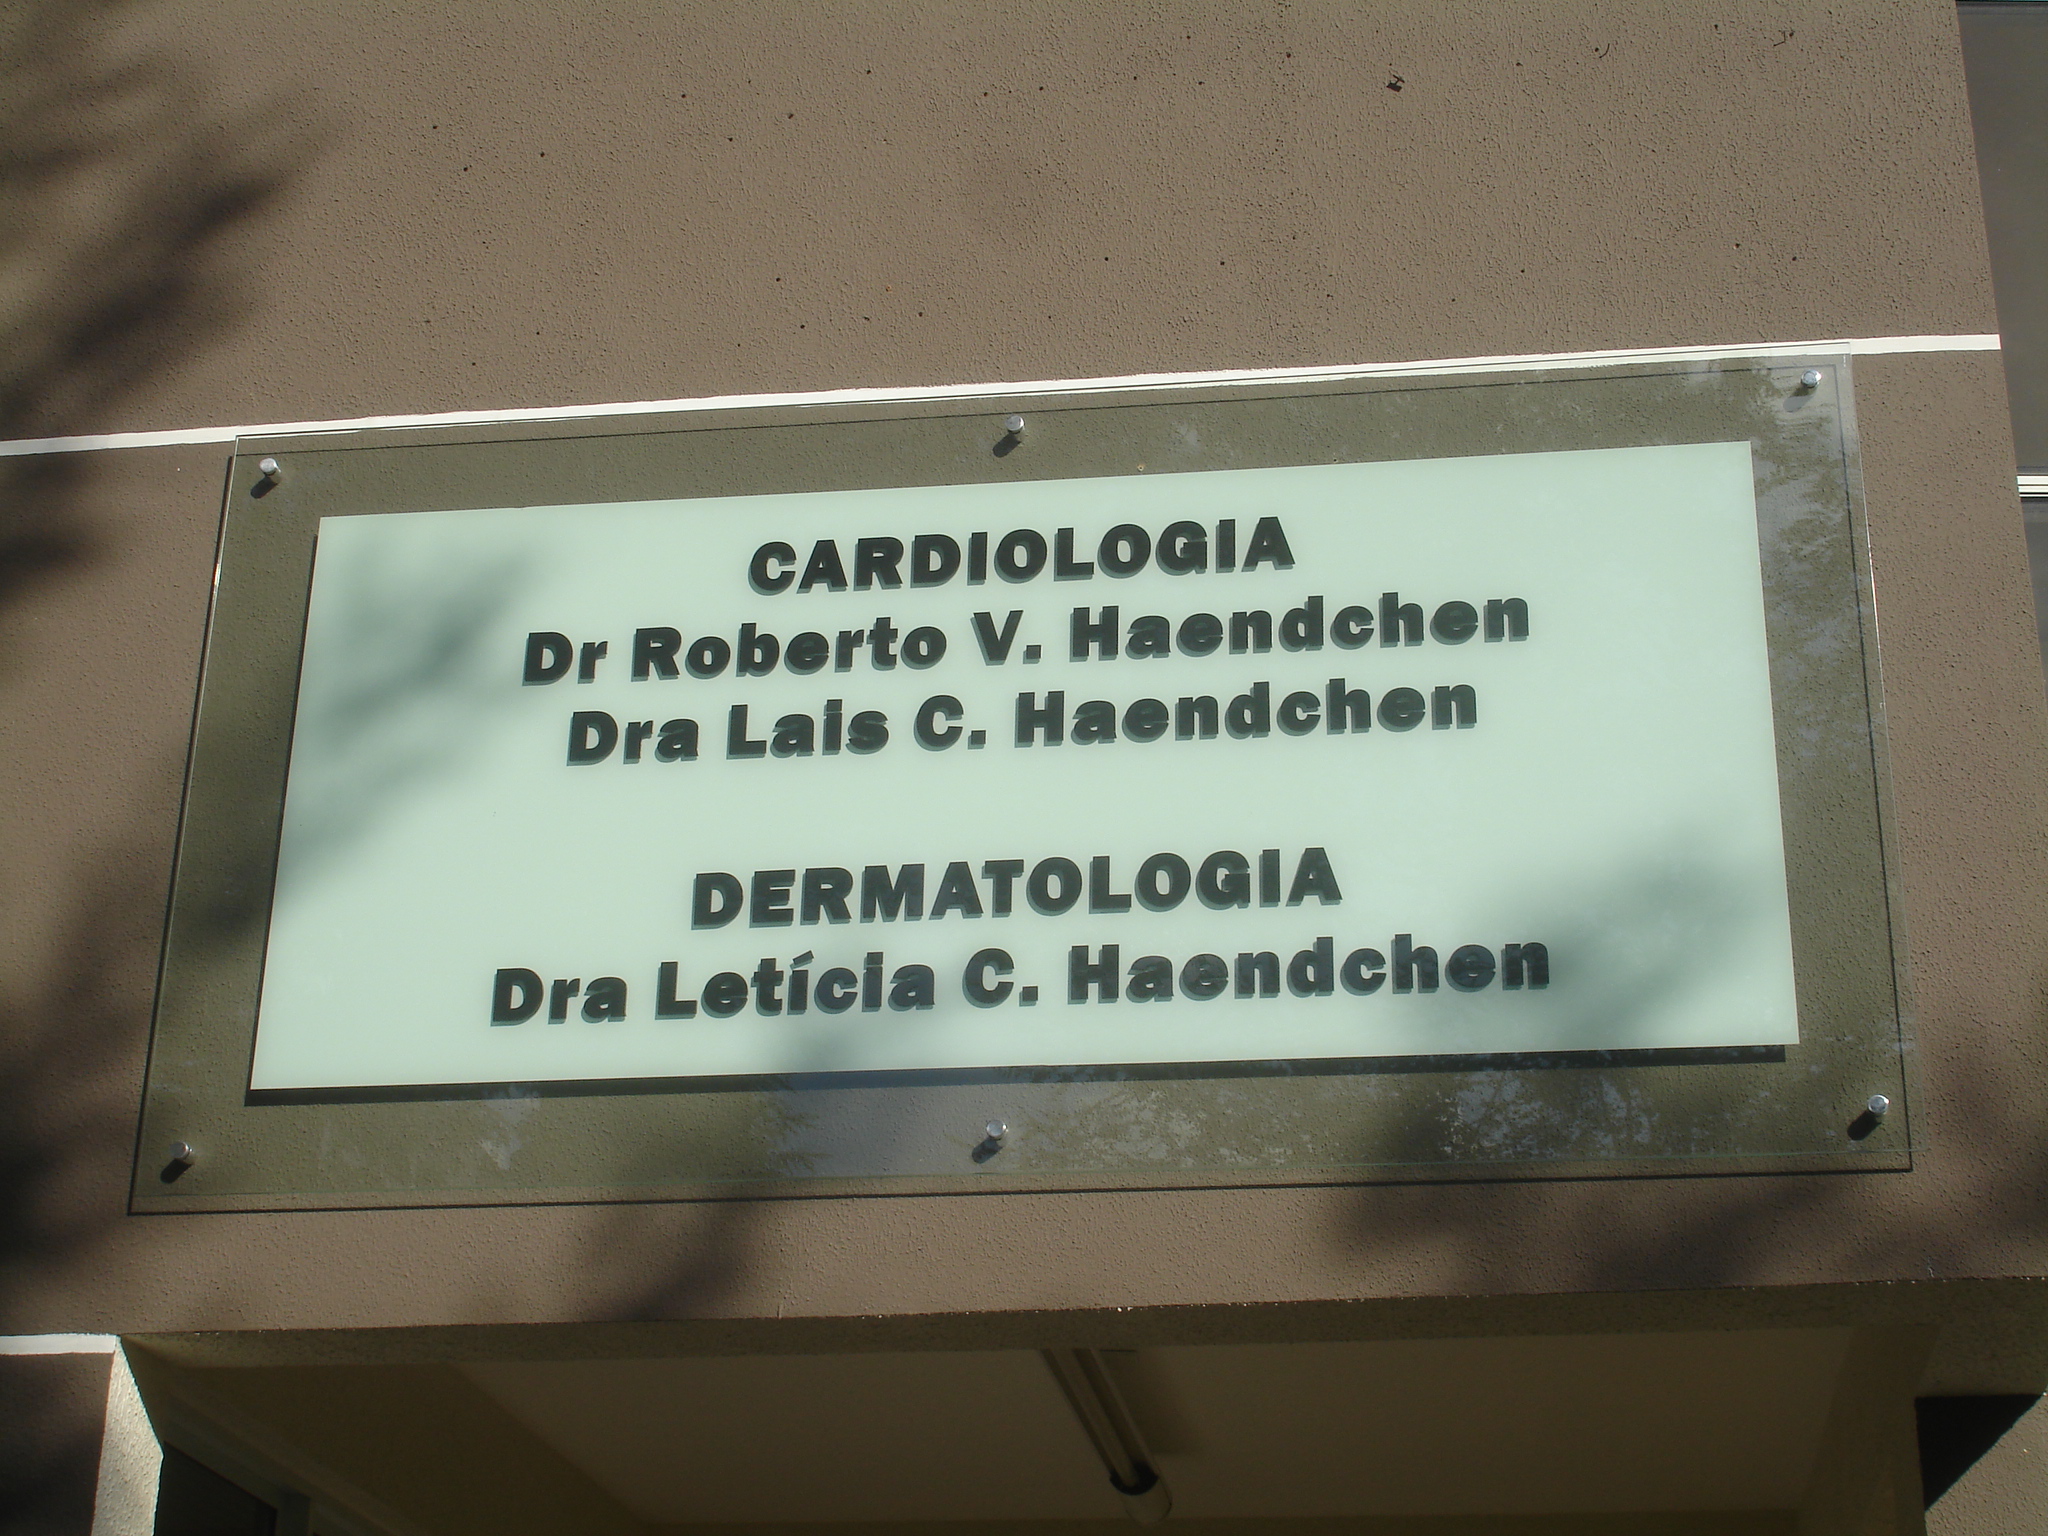 CARDIOLOGIA
Dr Roberto V. Haendchen
Dra Lais C. Haendchen
DERMATOLOGIA
Dra Letícia C. Haendchen